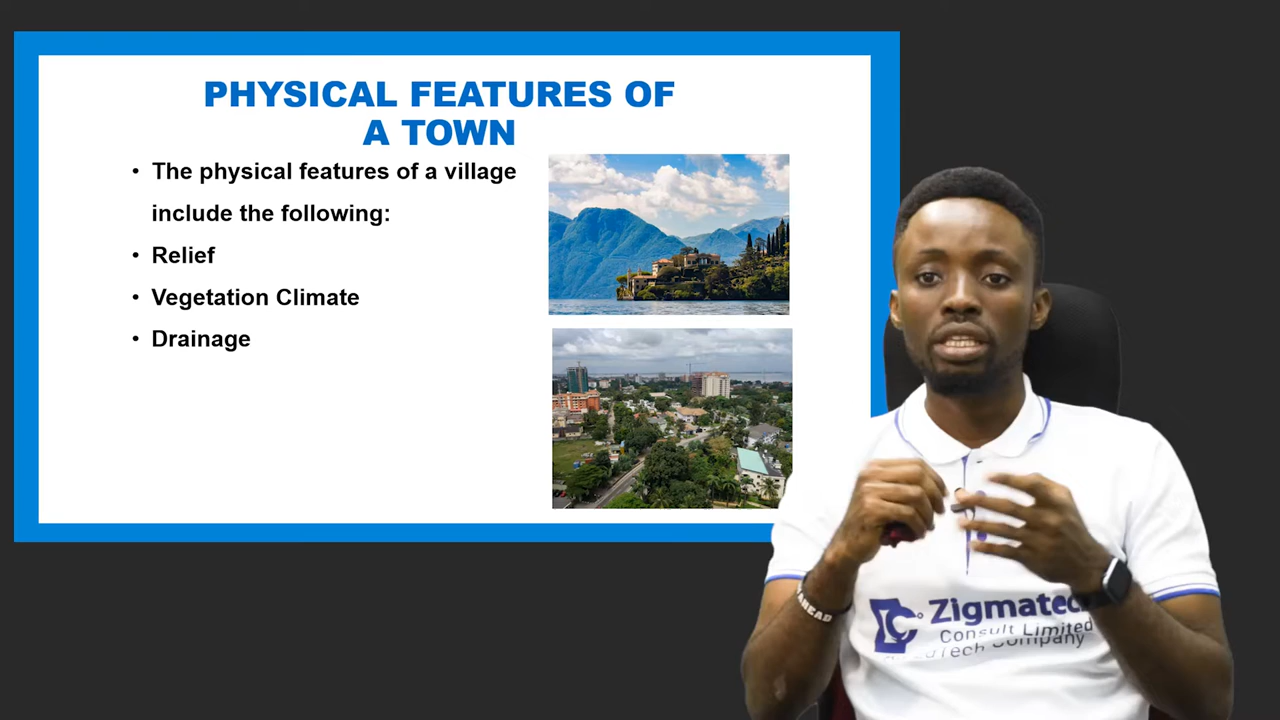 PHYSICAL FEATURES OF
A TOWN
• The physical features of a village
include the following:
• Relief
• Vegetation Climate
• Drainage
Zigmatech
Consult Limited
Company